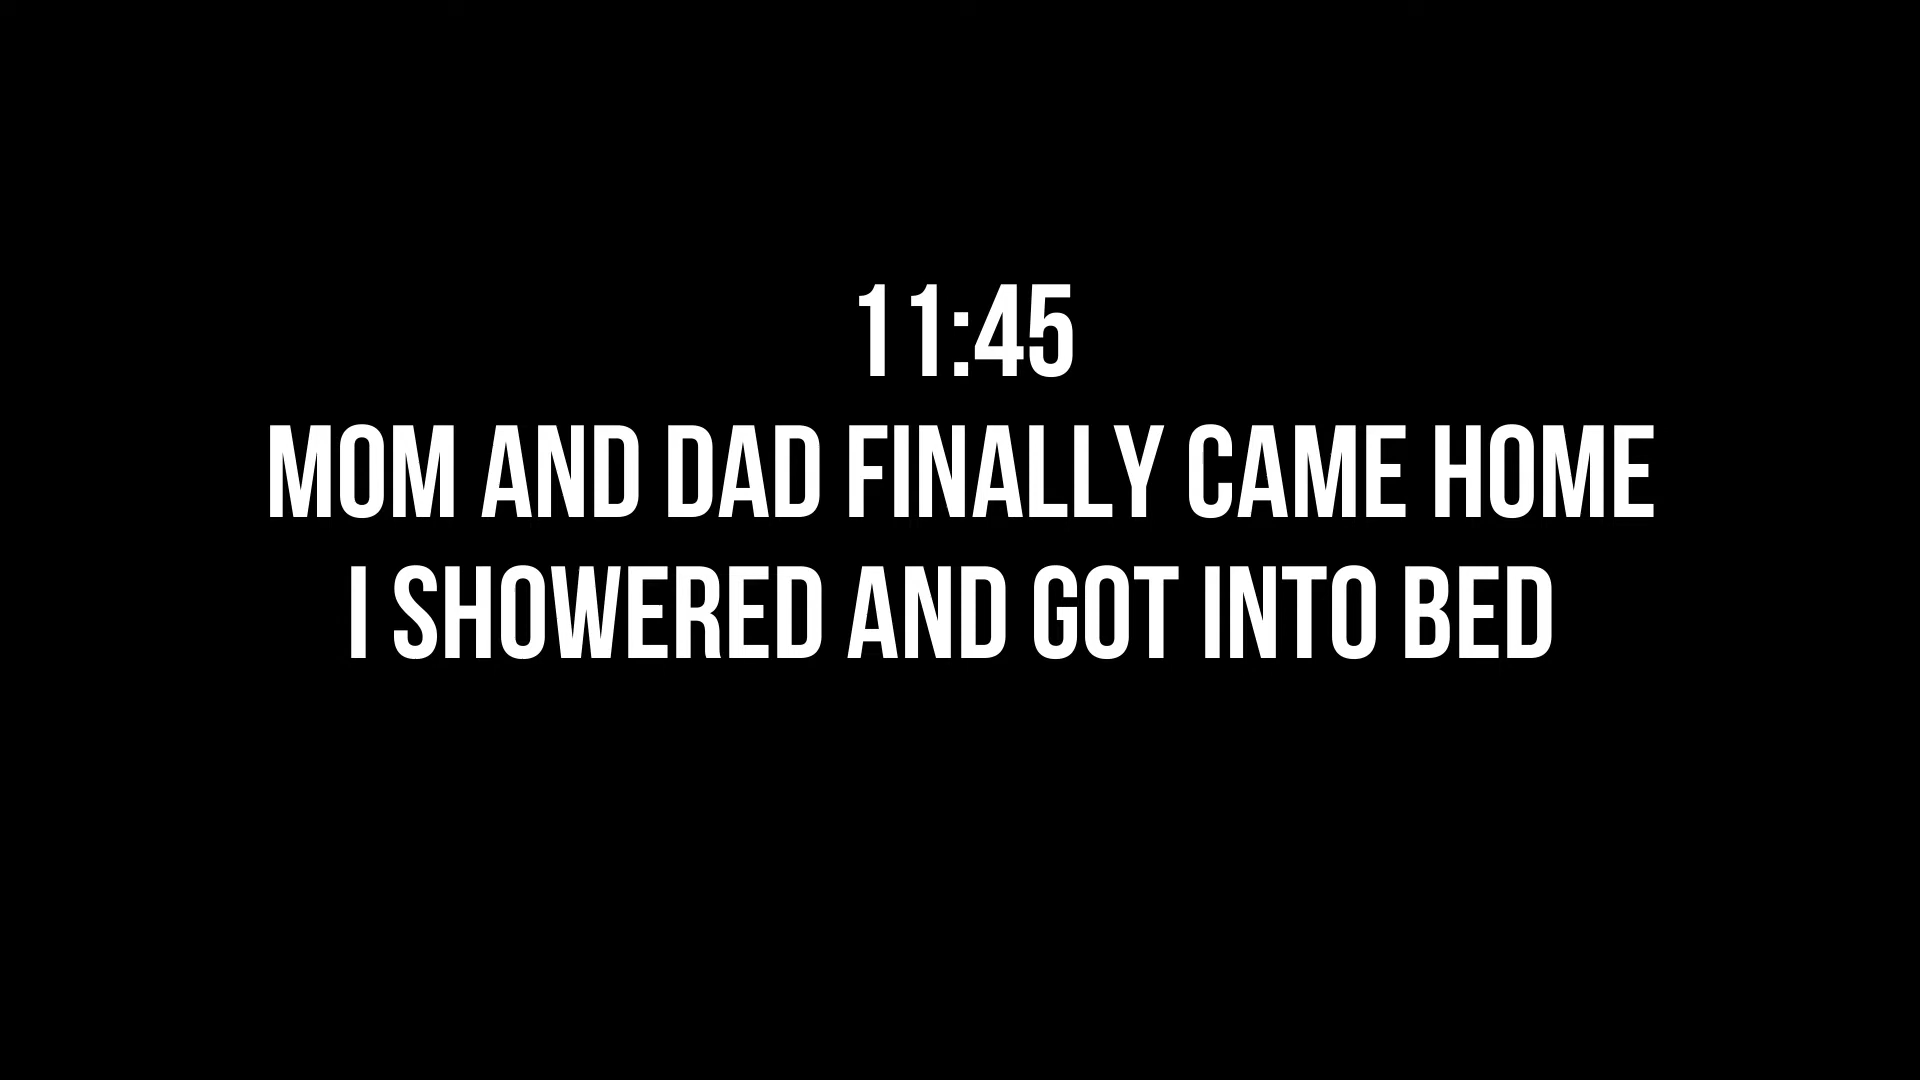 11:45
MOM AND DAD FINALLY CAME HOME
I SHOWERED AND GOT INTO BED